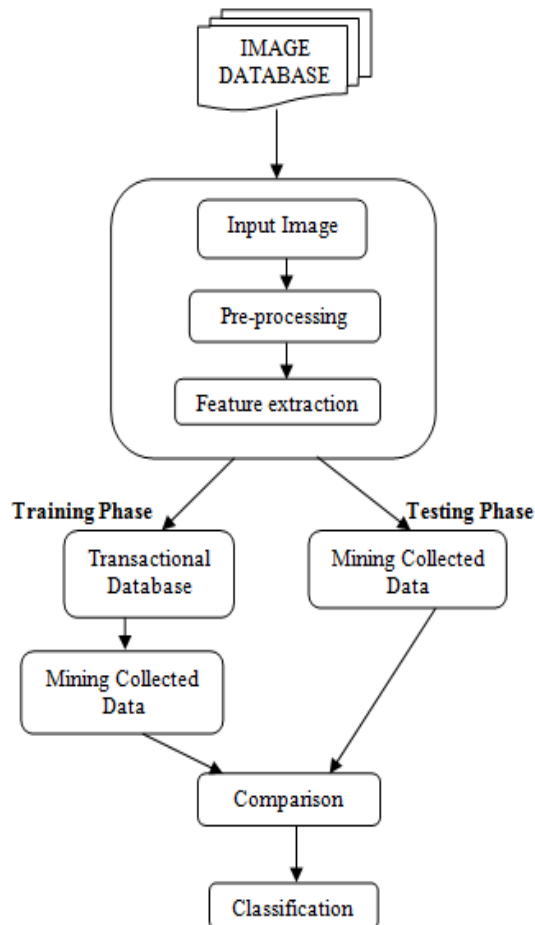 IMAGE
DATABASE
Input Image
Pre-processing
Feature extraction
Training Phase
Transactional
Database
Mining Collected
Data
Testing Phase
Mining Collected
Data
Comparison
Classification